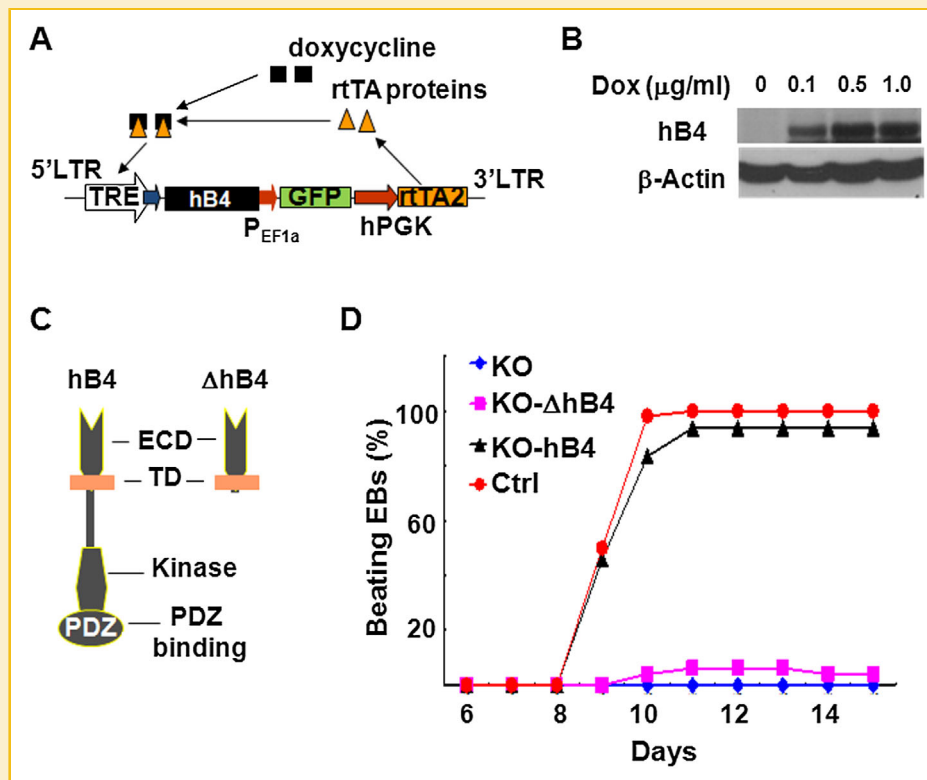 A
doxycycline
rtTA proteins
5'LTR
3'LTR
TRE
hB4
GFP
rtTA2
P_EF1a
hPGK
B
Dox (μg/ml) 0 0.1 0.5 1.0
hB4
β-Actin
C
hB4 ΔhB4
ECD
TD
Kinase
PDZ
PDZ binding
D
KO
KO-ΔhB4
KO-hB4
Ctrl
Beating EBs (%)
100
60
20
6 8 10 12 14
Days